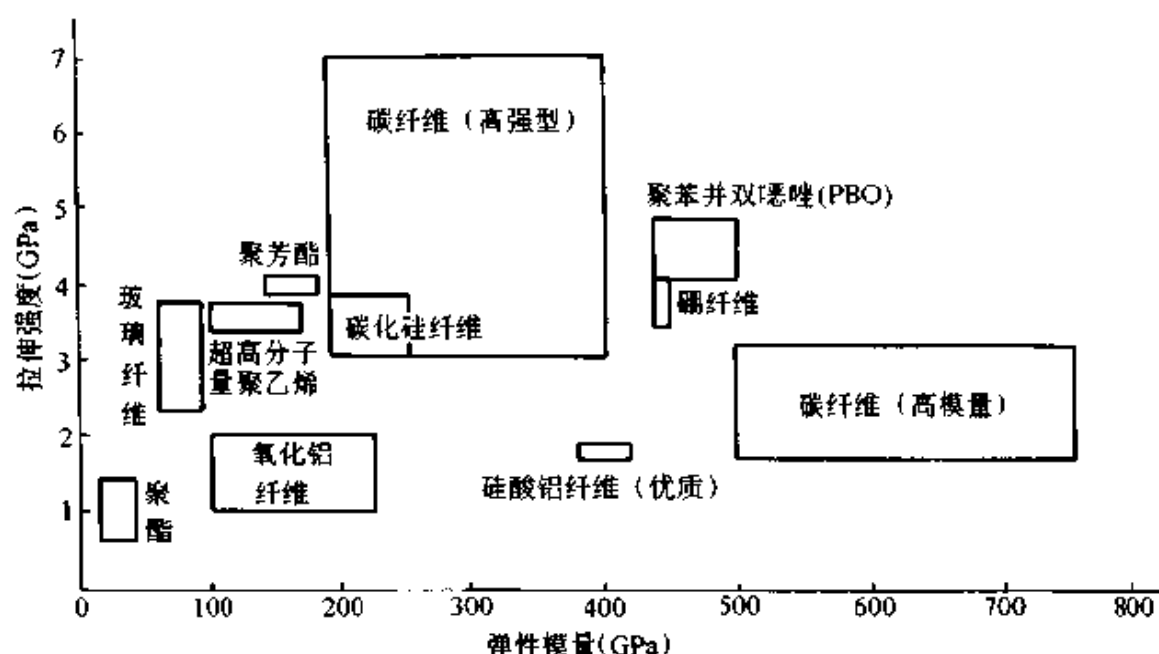 拉伸强度(GPa)
7
6
5
4
3
2
1
碳纤维（高强型）
聚苯并双噁唑(PBO)
聚芳酯
硼纤维
玻璃纤维
碳化硅纤维
超高分子
量聚乙烯
碳纤维（高模量）
氧化铝
纤维
硅酸铝纤维（优质）
聚酯
0 100 200 300 400 500 600 700 800
弹性模量(GPa)